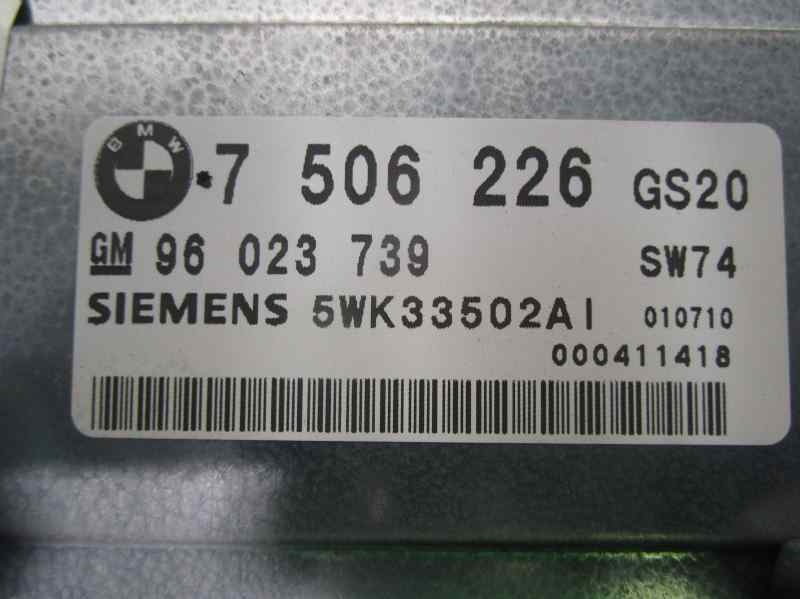 BMW
7 506 226 GS20
GM 96 023 739 SW74
SIEMENS 5WK33502AI 010710
000411418